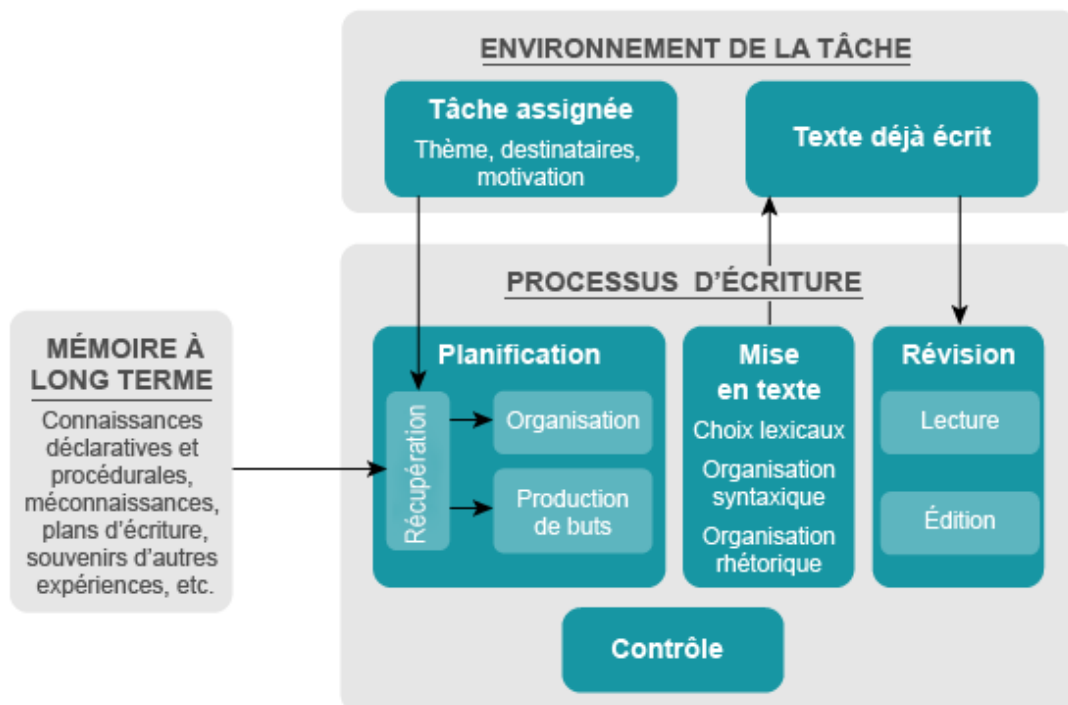 ENVIRONNEMENT DE LA TÂCHE
Tâche assignée
Thème, destinataires,
motivation
Texte déjà écrit
PROCESSUS D'ÉCRITURE
MÉMOIRE À
LONG TERME
Connaissances
déclaratives et
procédurales,
méconnaissances,
plans d'écriture,
souvenirs d'autres
expériences, etc.
Planification
Récupération
Organisation
Production
de buts
Mise
en texte
Choix lexicaux
Organisation
syntaxique
Organisation
rhétorique
Révision
Lecture
Édition
Contrôle